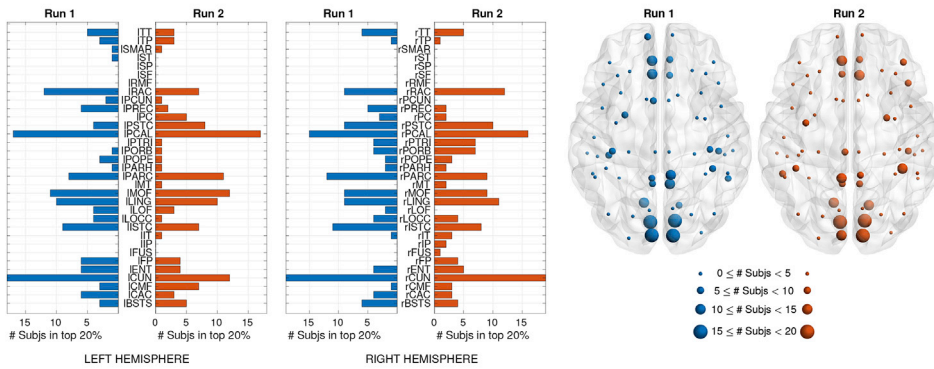 Run 1
Run 2
Run 1
Run 2
Run 1
Run 2
lTT
lTP
lSMAR
lST
lSP
lSF
lRMF
lRAC
lPCUN
lPREC
lPC
lPSTC
lPCAL
lPTRI
lPORB
lPOPE
lPARH
lPARC
lMT
lMOF
lLING
lLOF
lLOCC
lISTC
lIT
lIP
lFUS
lFP
lENT
lCUN
lCMF
lCAC
lBSTS
15 10 5
0 5 10 15
# Subjs in top 20%
# Subjs in top 20%
LEFT HEMISPHERE
rTT
rTP
rSMAR
rST
rSP
rSF
rRMF
rRAC
rPCUN
rPREC
rPC
rPSTC
rPCAL
rPTRI
rPORB
rPOPE
rPARH
rPARC
rMT
rMOF
rLING
rLOF
rLOCC
rISTC
rIT
rIP
rFUS
rFP
rENT
rCUN
rCMF
rCAC
rBSTS
15 10 5
0 5 10 15
# Subjs in top 20%
# Subjs in top 20%
RIGHT HEMISPHERE
0 ≤ # Subjs < 5
5 ≤ # Subjs < 10
10 ≤ # Subjs < 15
15 ≤ # Subjs < 20